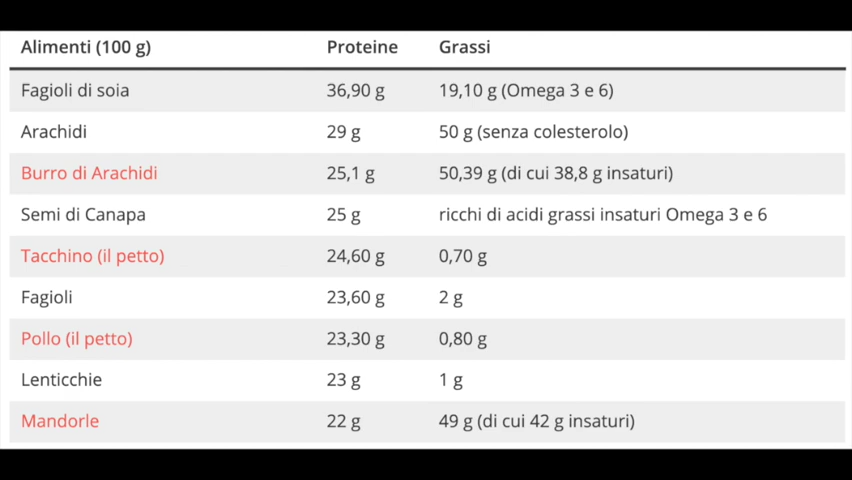 Alimenti (100 g) Proteine Grassi
Fagioli di soia 36,90 g 19,10 g (Omega 3 e 6)
Arachidi 29 g 50 g (senza colesterolo)
Burro di Arachidi 25,1 g 50,39 g (di cui 38,8 g insaturi)
Semi di Canapa 25 g ricchi di acidi grassi insaturi Omega 3 e 6
Tacchino (il petto) 24,60 g 0,70 g
Fagioli 23,60 g 2 g
Pollo (il petto) 23,30 g 0,80 g
Lenticchie 23 g 1 g
Mandorle 22 g 49 g (di cui 42 g insaturi)